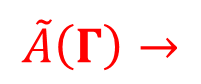 Ã(𝚪) →